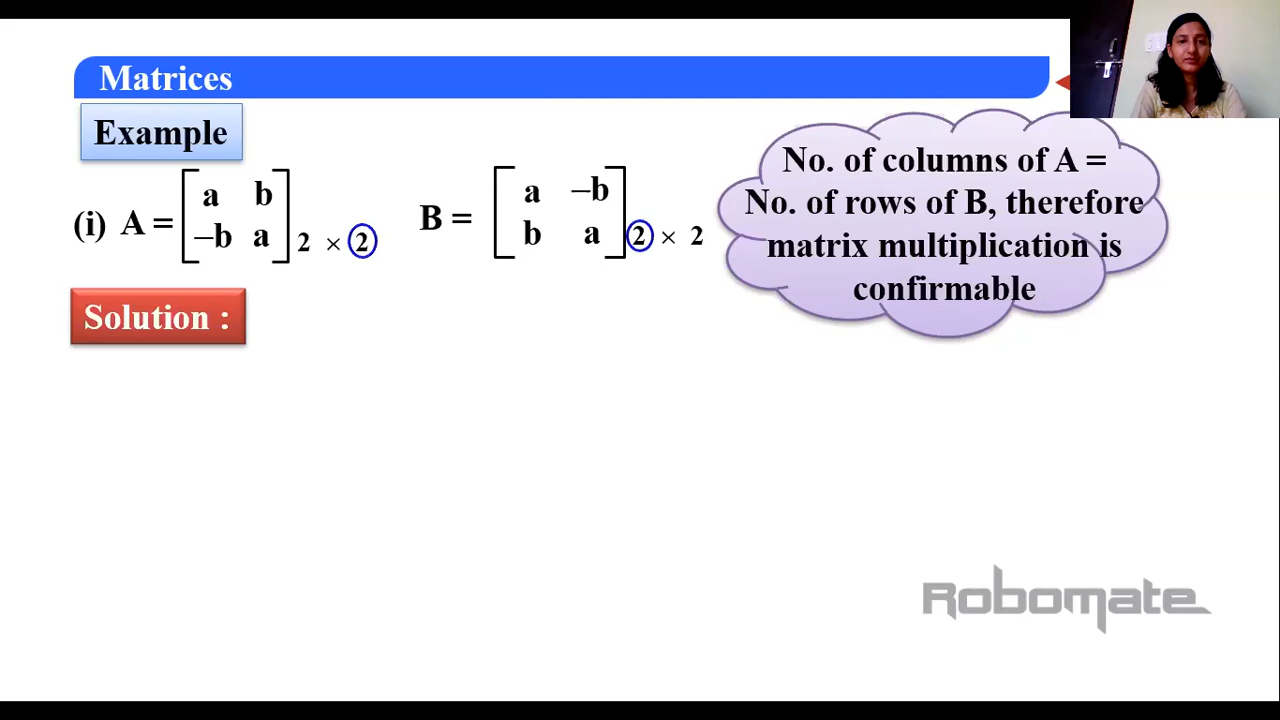 Matrices
Example
(i) A = [a b
–b a] 2 × 2
B = [a –b
b a] 2 × 2
No. of columns of A =
No. of rows of B, therefore
matrix multiplication is
confirmable
Solution :
Robomate